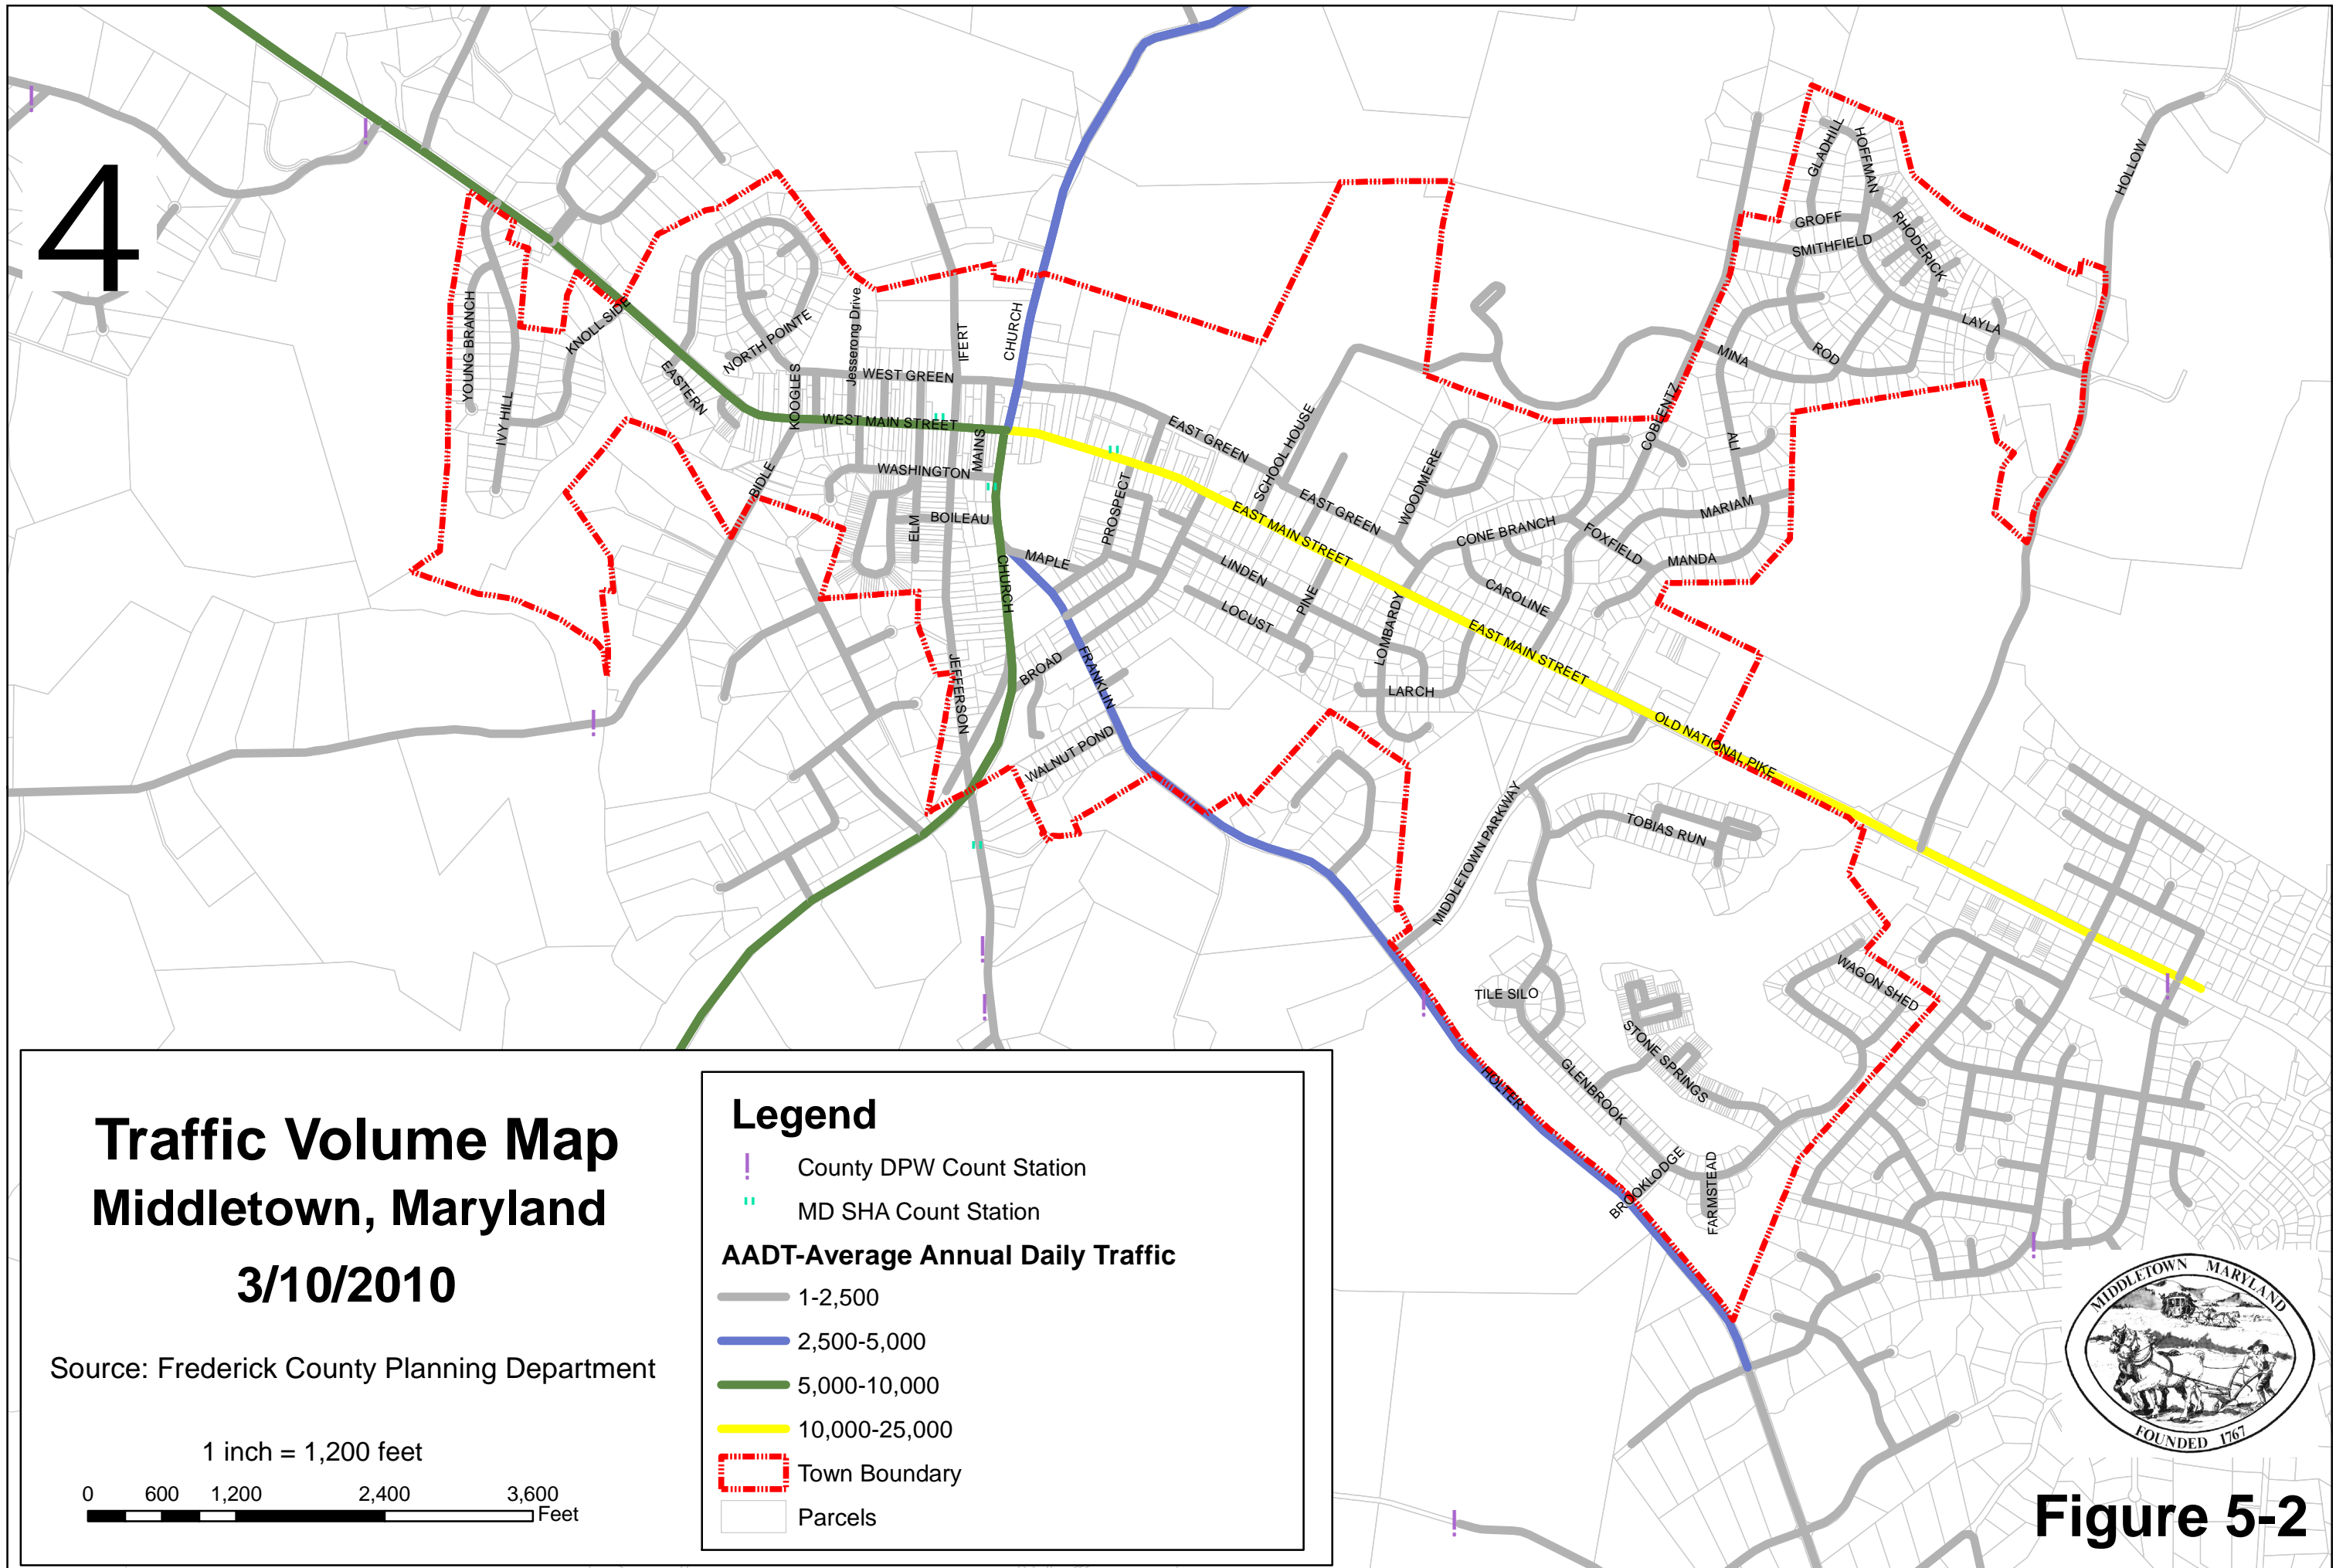 4
GLADHILL
HOFFMAN
HOLLOW
GROFF
RHODERICK
SMITHFIELD
YOUNG BRANCH
KNOLL SIDE
NORTH POINTE
Jesserong Drive
IFERT
CHURCH
LAYLA
MINA
ROD
EASTERN
KOOGLES
WEST GREEN
IVY HILL
WEST MAIN STREET
MAINS
EAST GREEN
SCHOOL HOUSE
COBLENTZ
ALI
BIDLE
WASHINGTON
WOODMERE
PROSPECT
EAST GREEN
ELM
BOILEAU
EAST MAIN STREET
CONE BRANCH
MARIAM
FOXFIELD
MAPLE
CHURCH
LINDEN
MANDA
LOCUST
PINE
CAROLINE
LOMBARDY
EAST MAIN STREET
JEFFERSON
BROAD
FRANKLIN
LARCH
WALNUT POND
OLD NATIONAL PIKE
MIDDLETOWN PARKWAY
TOBIAS RUN
WAGON SHED
TILE SILO
STONE SPRINGS
GLENBROOK
HOLTER
BROOKLODGE
FARMSTEAD
Traffic Volume Map
Middletown, Maryland
3/10/2010
Source: Frederick County Planning Department
1 inch = 1,200 feet
0 600 1,200 2,400 3,600
Feet
Legend
County DPW Count Station
MD SHA Count Station
AADT-Average Annual Daily Traffic
1-2,500
2,500-5,000
5,000-10,000
10,000-25,000
Town Boundary
Parcels
MIDDLETOWN MARYLAND
FOUNDED 1767
Figure 5-2